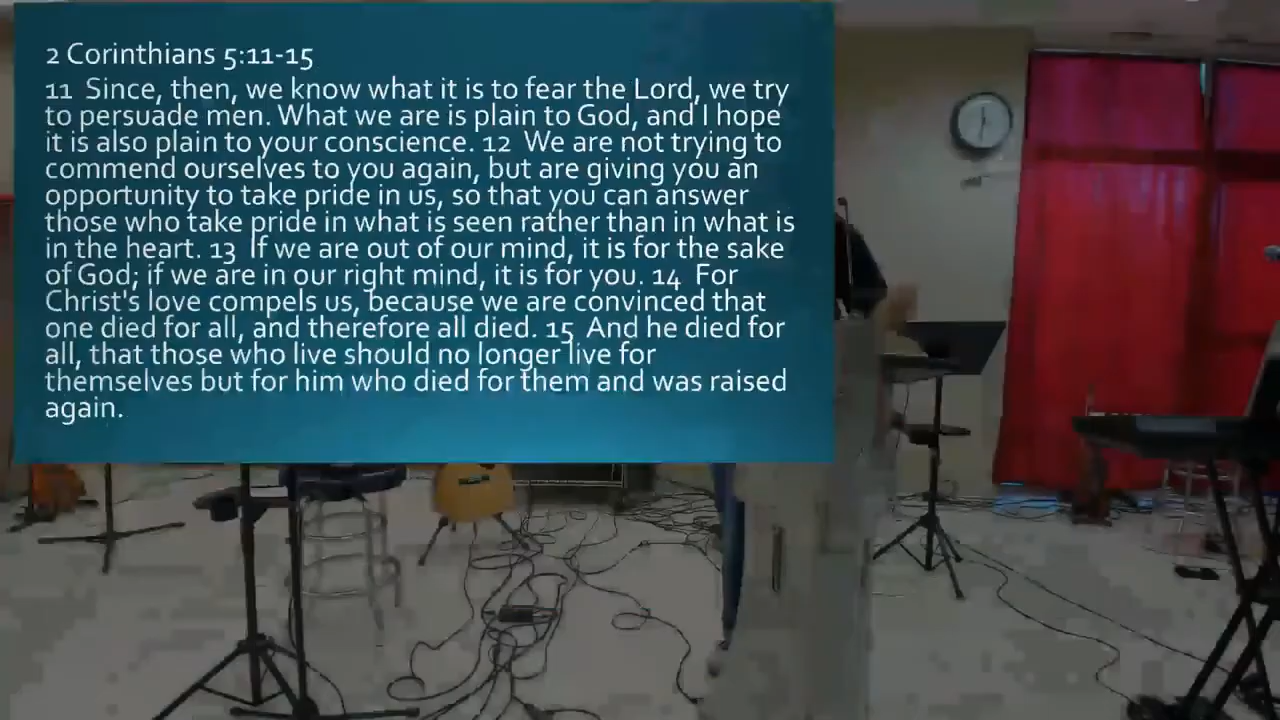 2 Corinthians 5:11-15
11 Since, then, we know what it is to fear the Lord, we try
to persuade men. What we are is plain to God, and I hope
it is also plain to your conscience. 12 We are not trying to
commend ourselves to you again, but are giving you an
opportunity to take pride in us, so that you can answer
those who take pride in what is seen rather than in what is
in the heart. 13 If we are out of our mind, it is for the sake
of God; if we are in our right mind, it is for you. 14 For
Christ's love compels us, because we are convinced that
one died for all, and therefore all died. 15 And he died for
all, that those who live should no longer live for
themselves but for him who died for them and was raised
again.